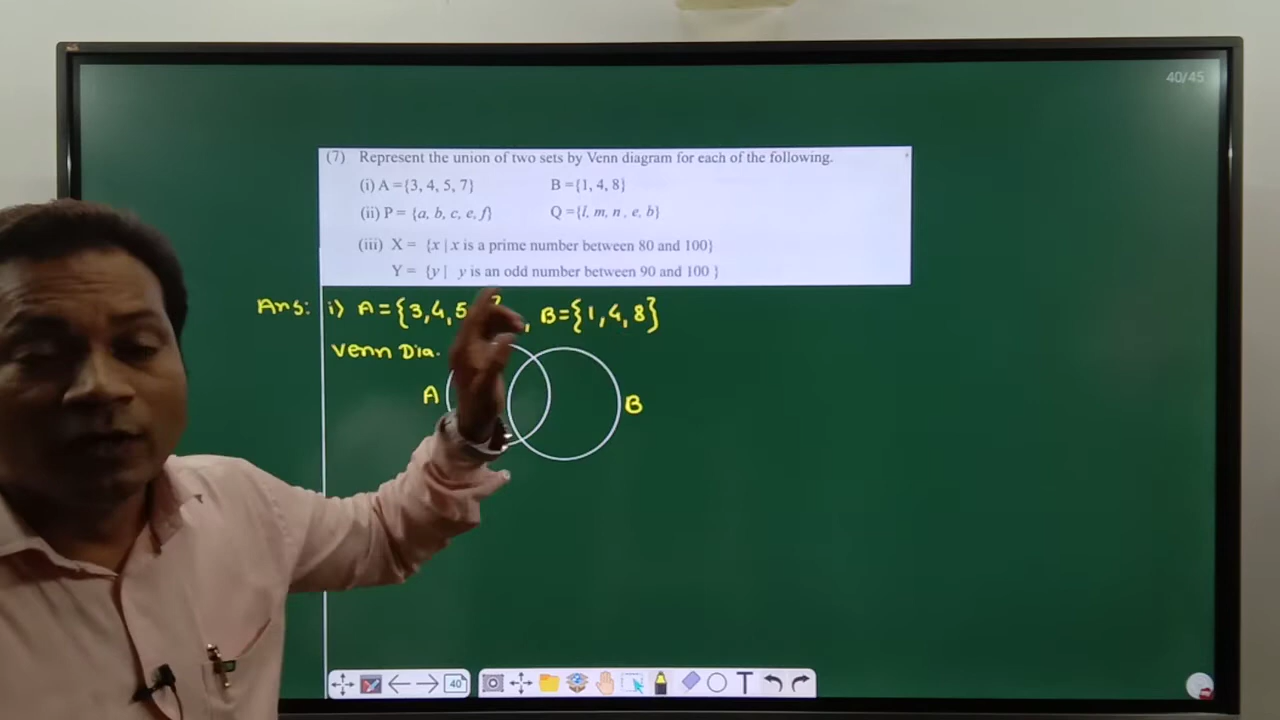 40/45
(7) Represent the union of two sets by Venn diagram for each of the following.
(i) A ={3, 4, 5, 7} B ={1, 4, 8}
(ii) P = {a, b, c, e, f} Q ={l, m, n , e, b}
(iii) X = {x | x is a prime number between 80 and 100}
Y = {y | y is an odd number between 90 and 100 }
Ans: i) A={3,4,5 , B={1,4,8}
Venn Dia.
A B
40
T